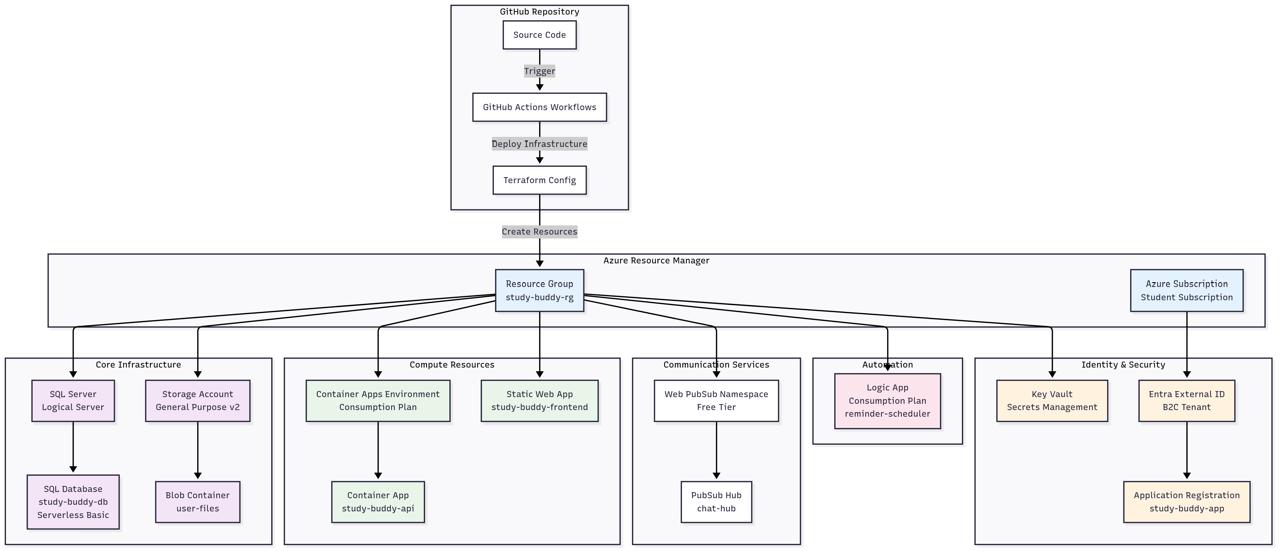 GitHub Repository
Source Code
Trigger
GitHub Actions Workflows
Deploy Infrastructure
Terraform Config
Create Resources
Azure Resource Manager
Resource Group
study-buddy-rg
Azure Subscription
Student Subscription
Core Infrastructure
SQL Server
Logical Server
Storage Account
General Purpose v2
SQL Database
study-buddy-db
Serverless Basic
Blob Container
user-files
Compute Resources
Container Apps Environment
Consumption Plan
Static Web App
study-buddy-frontend
Container App
study-buddy-api
Communication Services
Web PubSub Namespace
Free Tier
PubSub Hub
chat-hub
Automation
Logic App
Consumption Plan
reminder-scheduler
Identity & Security
Key Vault
Secrets Management
Entra External ID
B2C Tenant
Application Registration
study-buddy-app